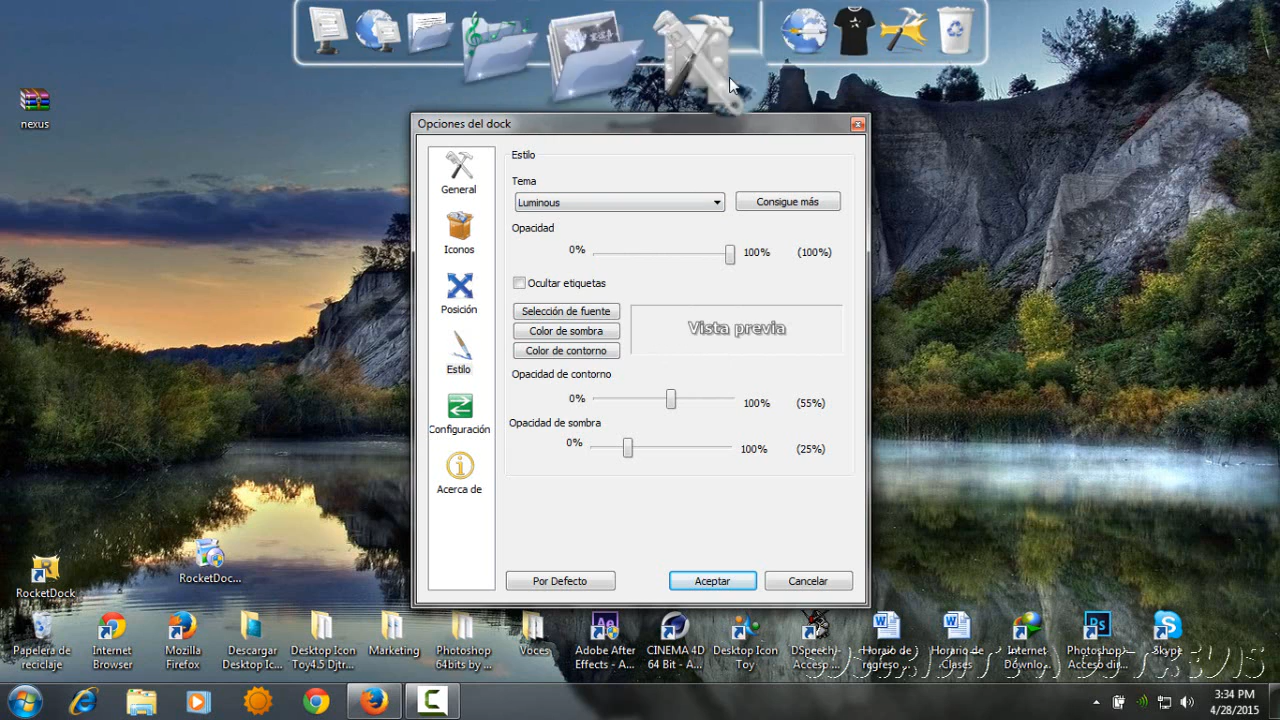 nexus
Opciones del dock
General
Iconos
Posición
Estilo
Configuración
Acerca de
Estilo
Tema
Luminous
Consigue más
Opacidad
0%
100%
(100%)
Ocultar etiquetas
Selección de fuente
Color de sombra
Color de contorno
Vista previa
Opacidad de contorno
0%
100%
(55%)
Opacidad de sombra
0%
100%
(25%)
Por Defecto
Aceptar
Cancelar
RocketDock
RocketDoc...
Papelera de
reciclaje
Internet
Browser
Mozilla
Firefox
Descargar
Desktop Ic...
Desktop Icon
Toy4.5 Djtr...
Marketing
Photoshop
64bits by ...
Voces
Adobe After
Effects - A...
CINEMA 4D
64 Bit - A...
Desktop Icon
Toy
DSpeech -
Acceso ...
Horario de
regreso
Horario de
Clases
Internet
Downlo...
Photoshop
Acceso dir...
Skype
3:34 PM
4/28/2015